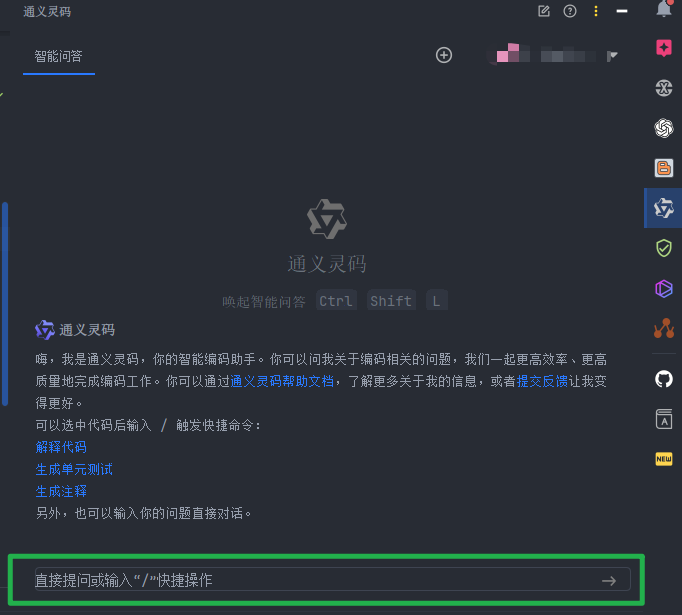 通义灵码
智能问答
通义灵码
唤起智能问答 Ctrl Shift L
通义灵码
嗨，我是通义灵码，你的智能编码助手。你可以问我关于编码相关的问题，我们一起更高效率、更高
质量地完成编码工作。你可以通过通义灵码帮助文档，了解更多关于我的信息，或者提交反馈让我变
得更好。
可以选中代码后输入 / 触发快捷命令：
解释代码
生成单元测试
生成注释
另外，也可以输入你的问题直接对话。
直接提问或输入“/”快捷操作
A
NEW